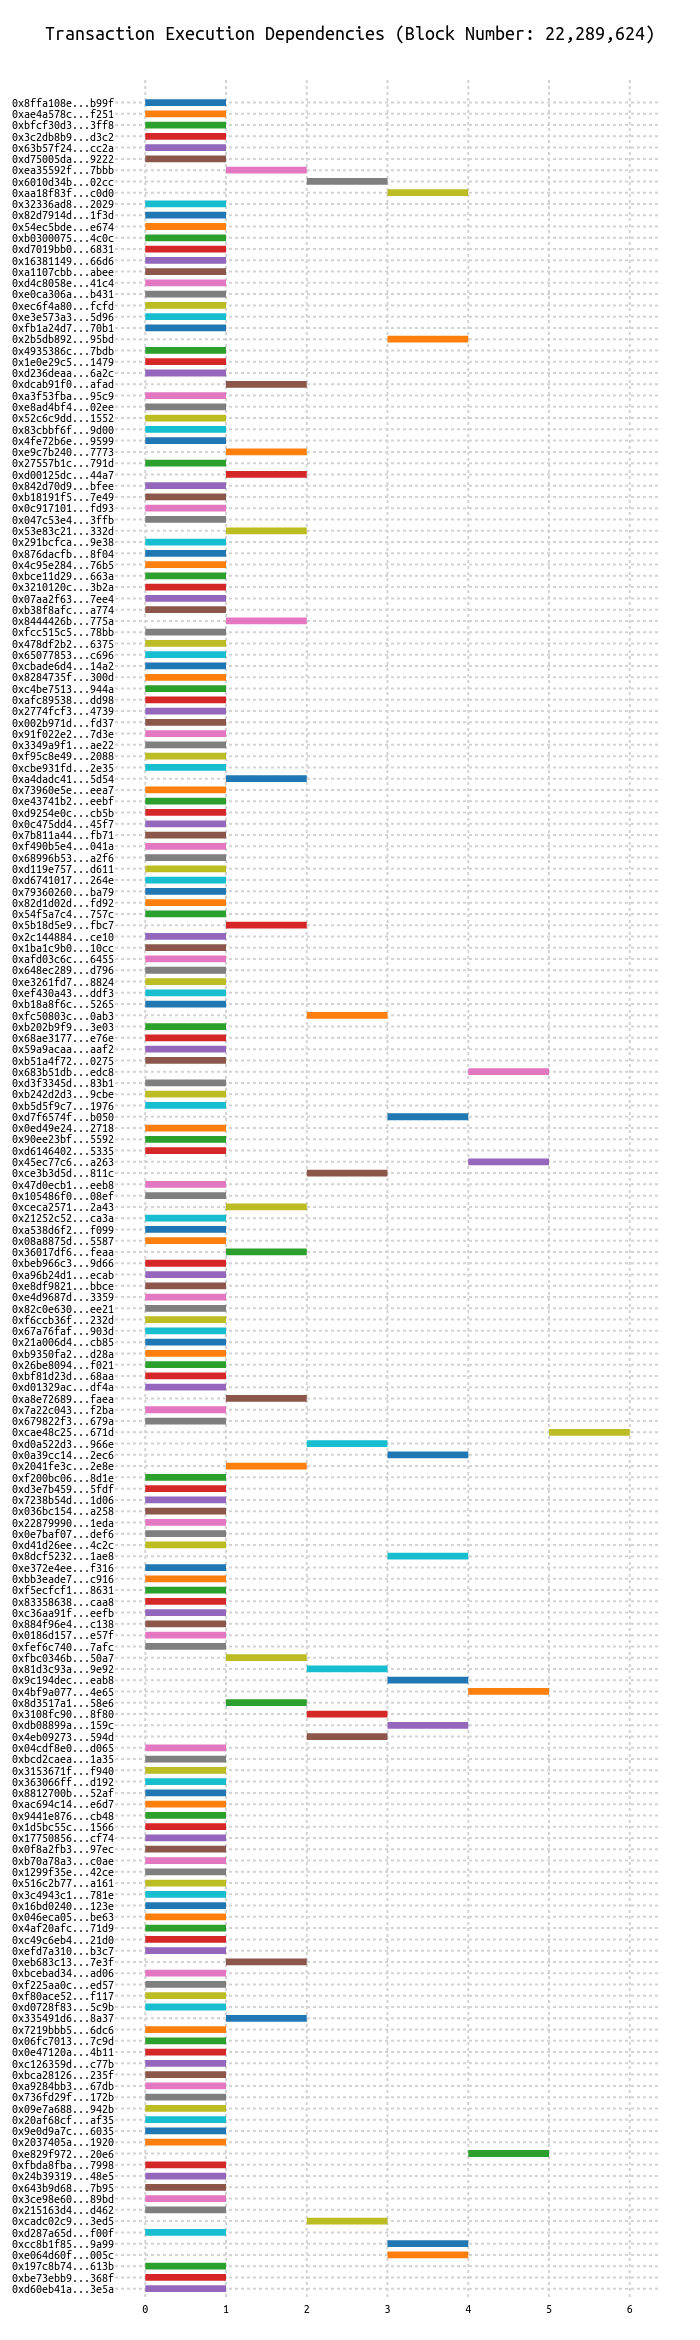 Transaction Execution Dependencies (Block Number: 22,289,624)
0x8ffa108e...b99f
0xae4a578c...f251
0xbfcf30d3...3ff8
0x3c2db8b9...d3c2
0x63b57f24...cc2a
0xd75005da...9222
0xea35592f...7bbb
0x6010d34b...02cc
0xaa18f83f...c0d0
0x32336ad8...2029
0x82d7914d...1f3d
0x54ec5bde...e674
0xb0300075...4c0c
0xd7019bb0...6831
0x16381149...66d6
0xa1107cbb...abee
0xd4c8058e...41c4
0xe0ca306a...b431
0xec6f4a80...fcfd
0xe3e573a3...5d96
0xfb1a24d7...70b1
0x2b5db892...95bd
0x4935386c...7bdb
0x1e0e29c5...1479
0xd236deaa...6a2c
0xdcab91f0...afad
0xa3f53fba...95c9
0xe8ad4bf4...02ee
0x52c6c9dd...1552
0x83cbbf6f...9d00
0x4fe72b6e...9599
0xe9c7b240...7773
0x27557b1c...791d
0xd00125dc...44a7
0x842d70d9...bfee
0xb18191f5...7e49
0x0c917101...fd93
0x047c53e4...3ffb
0x53e83c21...332d
0x291bcfca...9e38
0x876dacfb...8f04
0x4c95e284...76b5
0xbce11d29...663a
0x3210120c...3b2a
0x07aa2f63...7ee4
0xb38f8afc...a774
0x8444426b...775a
0xfcc515c5...78bb
0x478df2b2...6375
0x65077853...c696
0xcbade6d4...14a2
0x8284735f...300d
0xc4be7513...944a
0xafc89538...dd98
0x2774fcf3...4739
0x002b971d...fd37
0x91f022e2...7d3e
0x3349a9f1...ae22
0xf95c8e49...2088
0xcbe931fd...2e35
0xa4dadc41...5d54
0x73960e5e...eea7
0xe43741b2...eebf
0xd9254e0c...cb5b
0x0c475dd4...45f7
0x7b811a44...fb71
0xf490b5e4...041a
0x68996b53...a2f6
0xd119e757...d611
0xd6741017...264e
0x79360260...ba79
0x82d1d02d...fd92
0x54f5a7c4...757c
0x5b18d5e9...fbc7
0x2c144884...ce10
0x1ba1c9b0...10cc
0xafd03c6c...6455
0x648ec289...d796
0xe3261fd7...8824
0xef430a43...ddf3
0xb18a8f6c...5265
0xfc50803c...0ab3
0xb202b9f9...3e03
0x68ae3177...e76e
0x59a9acaa...aaf2
0xb51a4f72...0275
0x683b51db...edc8
0xd3f3345d...83b1
0xb242d2d3...9cbe
0xb5d5f9c7...1976
0xd7f6574f...b050
0x0ed49e24...2718
0x90ee23bf...5592
0xd6146402...5335
0x45ec77c6...a263
0xce3b3d5d...811c
0x47d0ecb1...eeb8
0x105486f0...08ef
0xceca2571...2a43
0x21252c52...ca3a
0xa538d6f2...f099
0x08a8875d...5587
0x36017df6...feaa
0xbeb966c3...9d66
0xa96b24d1...ecab
0xe8df9821...bbce
0xe4d9687d...3359
0x82c0e630...ee21
0xf6ccb36f...232d
0x67a76faf...903d
0x21a006d4...cb85
0xb9350fa2...d28a
0x26be8094...f021
0xbf81d23d...68aa
0xd01329ac...df4a
0xa8e72689...faea
0x7a22c043...f2ba
0x679822f3...679a
0xcae48c25...671d
0xd0a522d3...966e
0x0a39cc14...2ec6
0x2041fe3c...2e8e
0xf200bc06...8d1e
0xd3e7b459...5fdf
0x7238b54d...1d06
0x036bc154...a258
0x22879990...1eda
0x0e7baf07...def6
0xd41d26ee...4c2c
0x8dcf5232...1ae8
0xe372e4ee...f316
0xbb3eade7...c916
0xf5ecfcf1...8631
0x83358638...caa8
0xc36aa91f...eefb
0x884f96e4...c138
0x0186d157...e57f
0xfef6c740...7afc
0xfbc0346b...50a7
0x81d3c93a...9e92
0x9c194dec...eab8
0x4bf9a077...4e65
0x8d3517a1...58e6
0x3108fc90...8f80
0xdb08899a...159c
0x4eb09273...594d
0x04cdf8e0...d065
0xbcd2caea...1a35
0x3153671f...f940
0x363066ff...d192
0x8812700b...52af
0xac694c14...e6d7
0x9441e876...cb48
0x1d5bc55c...1566
0x17750856...cf74
0x0f8a2fb3...97ec
0xb70a78a3...c0ae
0x1299f35e...42ce
0x516c2b77...a161
0x3c4943c1...781e
0x16bd0240...123e
0x046eca05...be63
0x4af20afc...71d9
0xc49c6eb4...21d0
0xefd7a310...b3c7
0xeb683c13...7e3f
0xbcebad34...ad06
0xf225aa0c...ed57
0xf80ace52...f117
0xd0728f83...5c9b
0x335491d6...8a37
0x7219bbb5...6dc6
0x06fc7013...7c9d
0x0e47120a...4b11
0xc126359d...c77b
0xbca28126...235f
0xa9284bb3...67db
0x736fd29f...172b
0x09e7a688...942b
0x20af68cf...af35
0x9e0d9a7c...6035
0x2037405a...1920
0xe829f972...20e6
0xfbda8fba...7998
0x24b39319...48e5
0x643b9d68...7b95
0x3ce98e60...89bd
0x215163d4...d462
0xcadc02c9...3ed5
0xd287a65d...f00f
0xcc8b1f85...9a99
0xe064d60f...005c
0x197c8b74...613b
0xbe73ebb9...368f
0xd60eb41a...3e5a
0 1 2 3 4 5 6